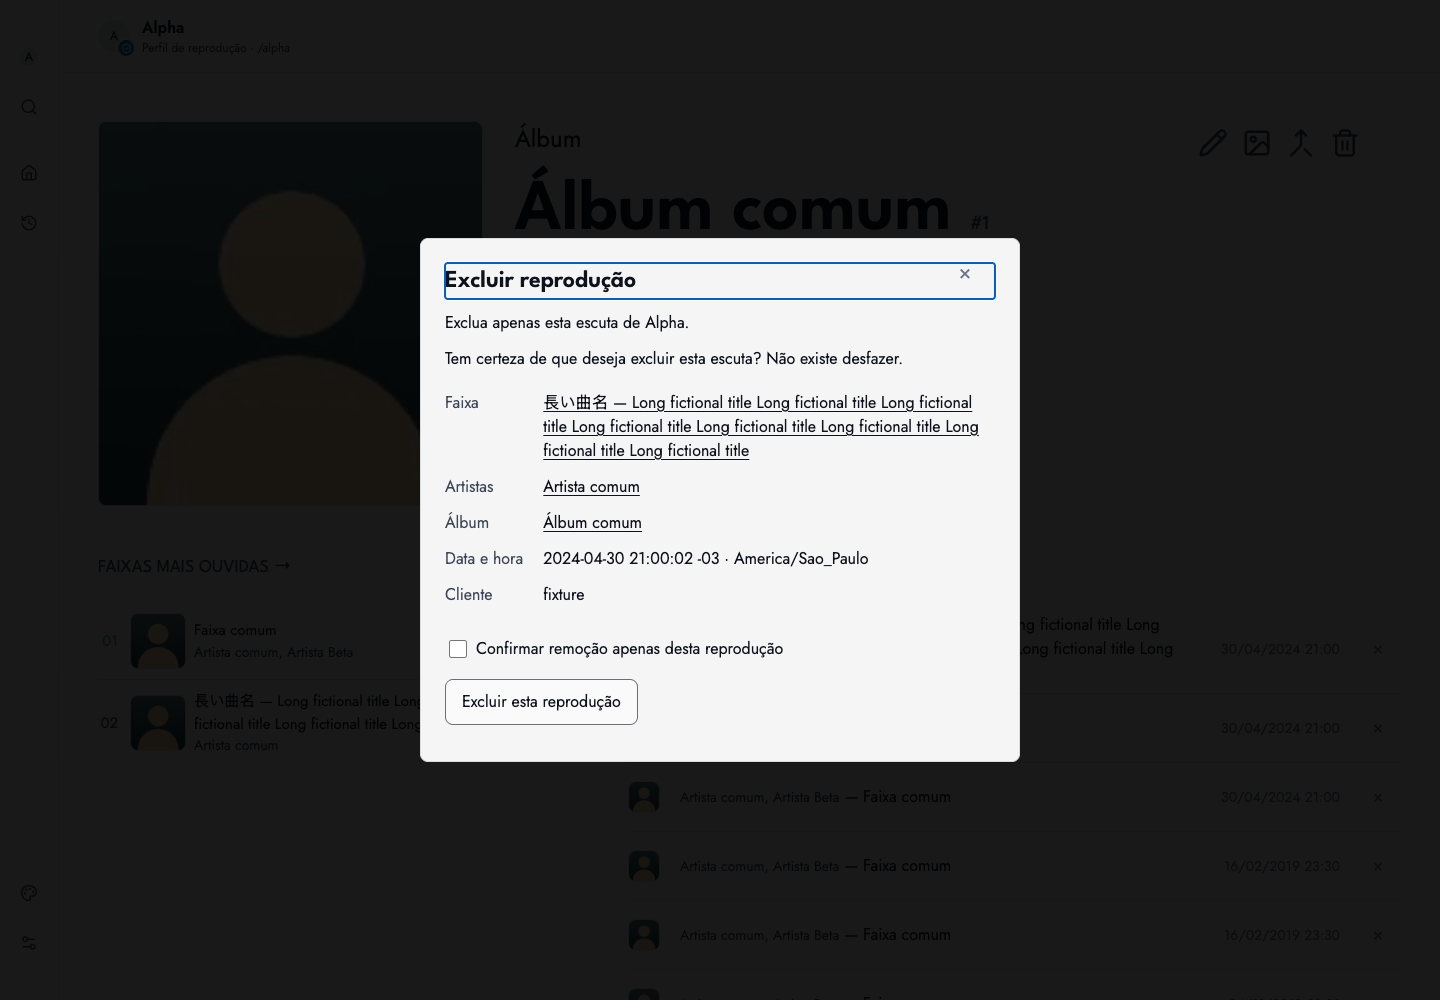 Alpha
A
Perfil de reprodução · /alpha
A
Álbum
Álbum comum #1
Excluir reprodução
×
Exclua apenas esta escuta de Alpha.
Tem certeza de que deseja excluir esta escuta? Não existe desfazer.
Faixa 長い曲名 — Long fictional title Long fictional title Long fictional
title Long fictional title Long fictional title Long fictional title Long
fictional title Long fictional title
Artistas Artista comum
Álbum Álbum comum
Data e hora 2024-04-30 21:00:02 -03 · America/Sao_Paulo
Cliente fixture
Confirmar remoção apenas desta reprodução
Excluir esta reprodução
FAIXAS MAIS OUVIDAS →
01 Faixa comum
Artista comum, Artista Beta
02 長い曲名 — Long fictional title Long
fictional title Long fictional title Long
Artista comum
fictional title Long
Long fictional title Long 30/04/2024 21:00 ×
30/04/2024 21:00 ×
Artista comum, Artista Beta — Faixa comum 30/04/2024 21:00 ×
Artista comum, Artista Beta — Faixa comum 16/02/2019 23:30 ×
Artista comum, Artista Beta — Faixa comum 16/02/2019 23:30 ×